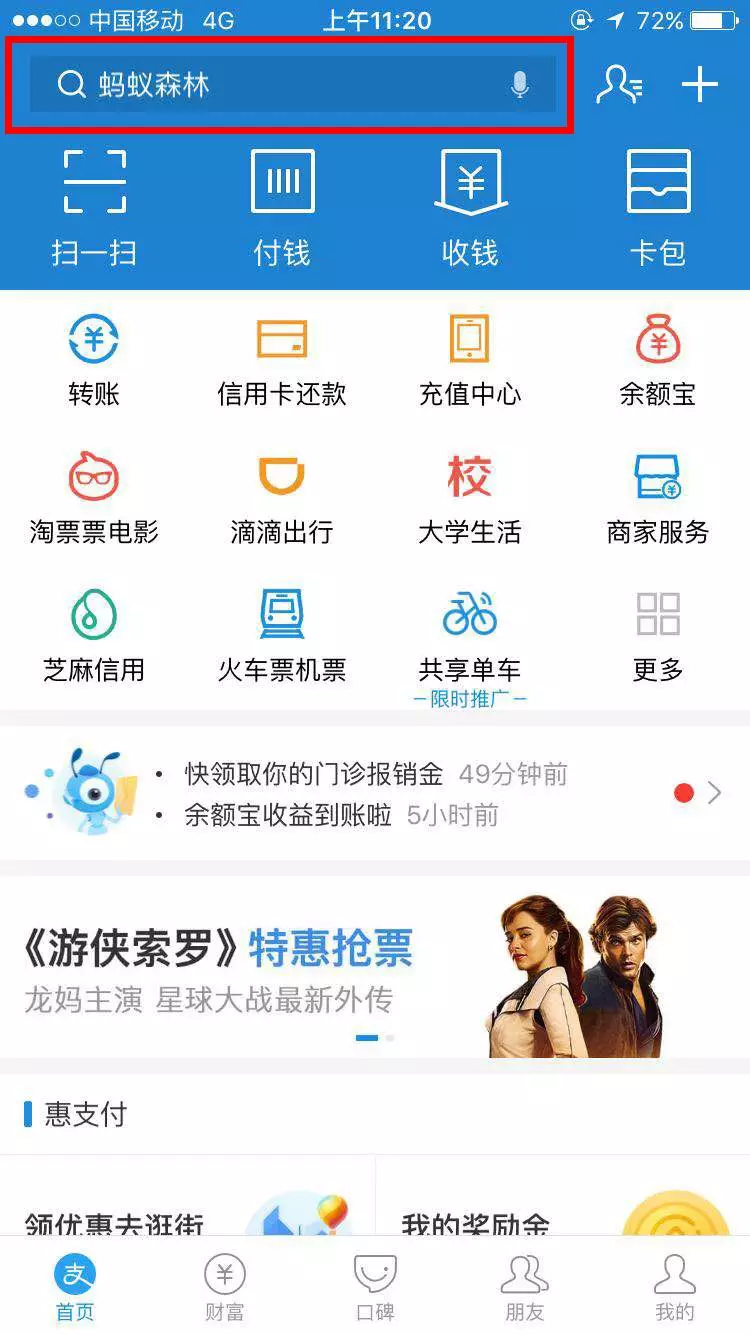 中国移动 4G 上午11:20 72%
蚂蚁森林
扫一扫 付钱 收钱 卡包
转账 信用卡还款 充值中心 余额宝
校
淘票票电影 滴滴出行 大学生活 商家服务
芝麻信用 火车票机票 共享单车 更多
限时推广
• 快领取你的门诊报销金 49分钟前
• 余额宝收益到账啦 5小时前
《游侠索罗》特惠抢票
龙妈主演 星球大战最新外传
惠支付
领优惠去逛街 我的奖励金
支
首页 财富 口碑 朋友 我的